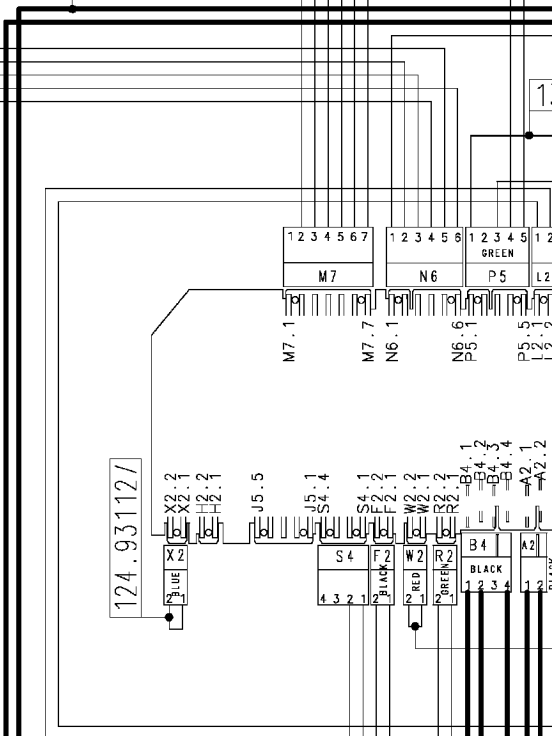 1
1 2 3 4 5 6 7
1 2 3 4 5 6
1 2 3 4 5
1 2
GREEN
M7
N6
P5
L2
M7.1
M7.7
N6.1
N6.6
P5.1
P5.5
L2.1
B4.1
B4.2
B4.3
B4.4
A2.1
A2.2
X2.2
X2.1
H2.2
H2.1
J5.5
J5.1
S4.4
S4.1
F2.2
F2.1
W2.2
W2.1
R2.2
R2.1
124.93112/
X2
BLUE
2 1
S4
4 3 2 1
F2
BLACK
2 1
W2
RED
2 1
R2
GREEN
2 1
B4
BLACK
1 2 3 4
A2
1 2